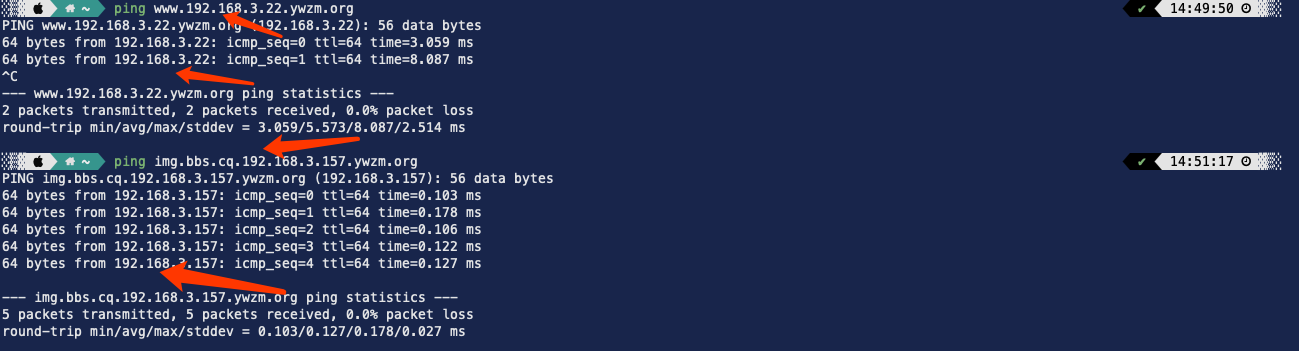 ~ ping www.192.168.3.22.ywzm.org ✔ 14:49:50
PING www.192.168.3.22.ywzm.org (192.168.3.22): 56 data bytes
64 bytes from 192.168.3.22: icmp_seq=0 ttl=64 time=3.059 ms
64 bytes from 192.168.3.22: icmp_seq=1 ttl=64 time=8.087 ms
^C
--- www.192.168.3.22.ywzm.org ping statistics ---
2 packets transmitted, 2 packets received, 0.0% packet loss
round-trip min/avg/max/stddev = 3.059/5.573/8.087/2.514 ms
~ ping img.bbs.cq.192.168.3.157.ywzm.org ✔ 14:51:17
PING img.bbs.cq.192.168.3.157.ywzm.org (192.168.3.157): 56 data bytes
64 bytes from 192.168.3.157: icmp_seq=0 ttl=64 time=0.103 ms
64 bytes from 192.168.3.157: icmp_seq=1 ttl=64 time=0.178 ms
64 bytes from 192.168.3.157: icmp_seq=2 ttl=64 time=0.106 ms
64 bytes from 192.168.3.157: icmp_seq=3 ttl=64 time=0.122 ms
64 bytes from 192.168.3.157: icmp_seq=4 ttl=64 time=0.127 ms
--- img.bbs.cq.192.168.3.157.ywzm.org ping statistics ---
5 packets transmitted, 5 packets received, 0.0% packet loss
round-trip min/avg/max/stddev = 0.103/0.127/0.178/0.027 ms